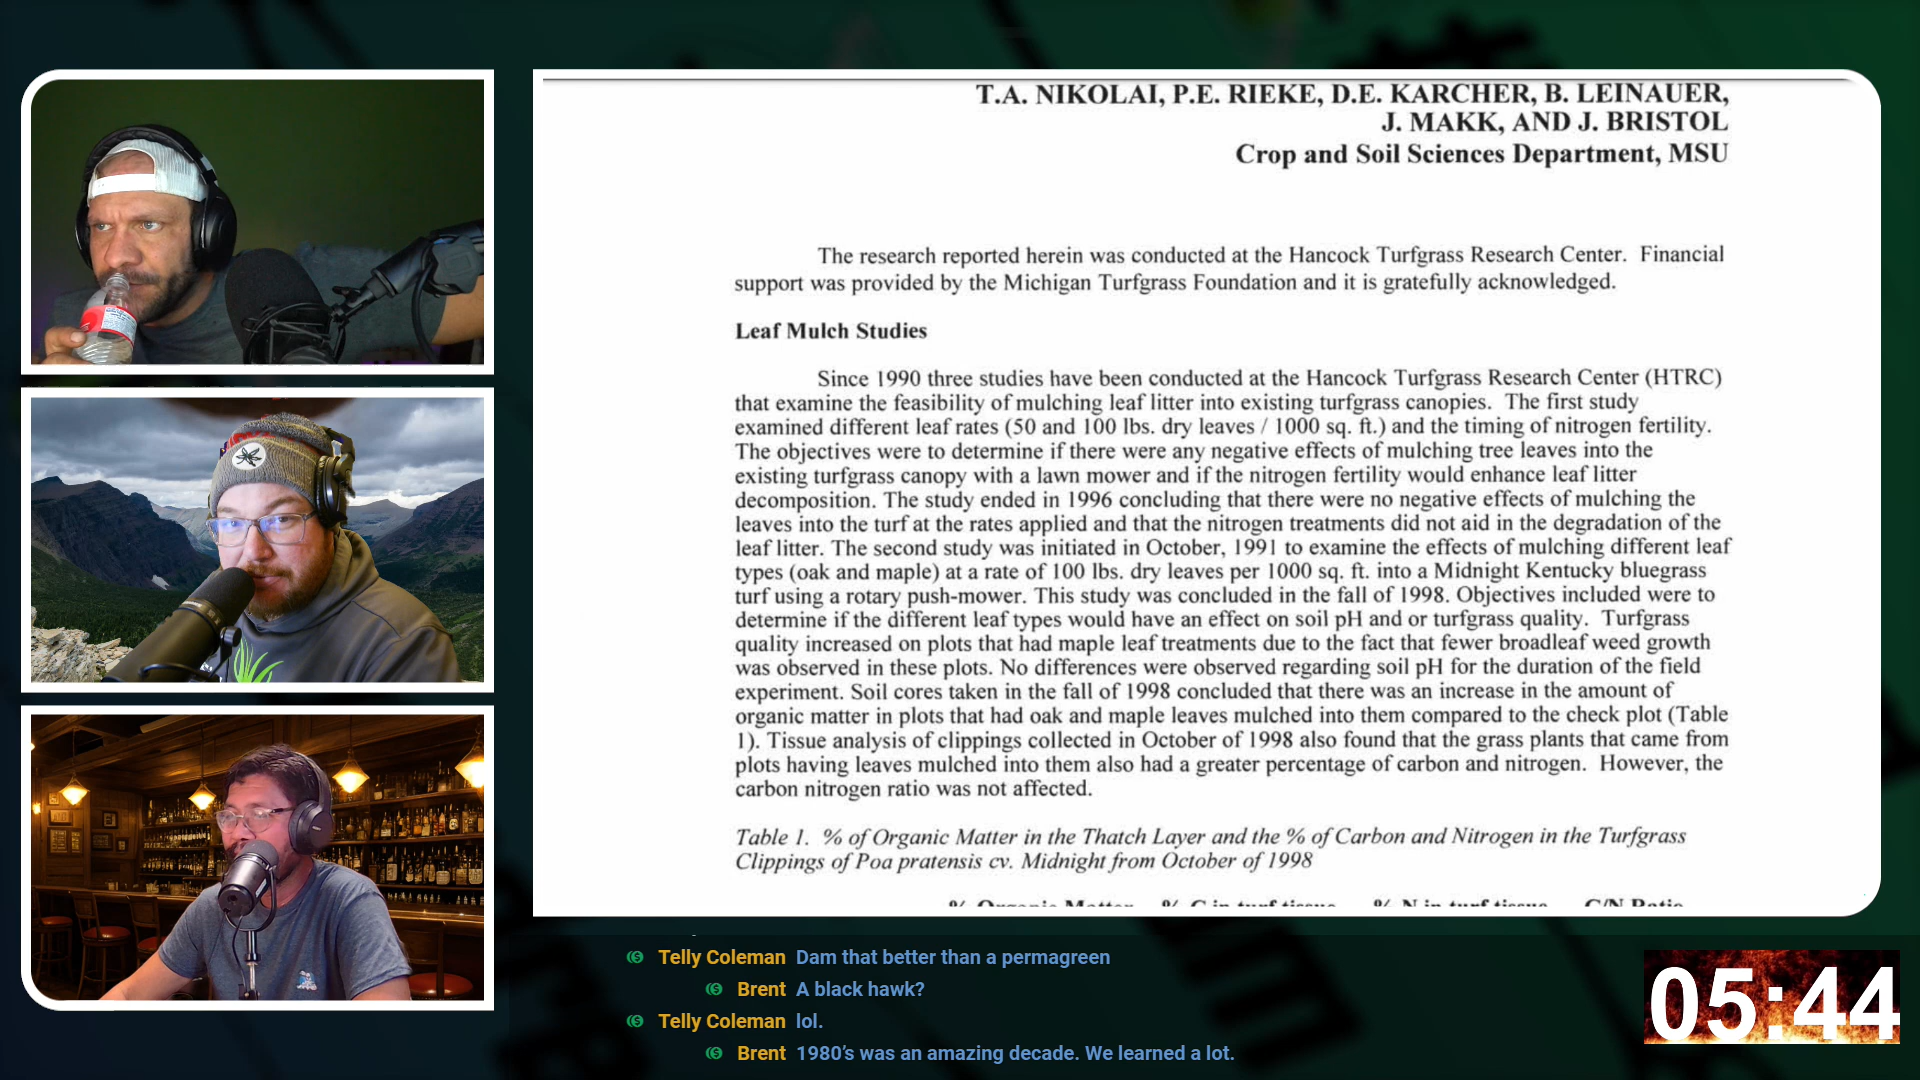 T.A. NIKOLAI, P.E. RIEKE, D.E. KARCHER, B. LEINAUER,
J. MAKK, AND J. BRISTOL
Crop and Soil Sciences Department, MSU
The research reported herein was conducted at the Hancock Turfgrass Research Center. Financial
support was provided by the Michigan Turfgrass Foundation and it is gratefully acknowledged.
Leaf Mulch Studies
Since 1990 three studies have been conducted at the Hancock Turfgrass Research Center (HTRC)
that examine the feasibility of mulching leaf litter into existing turfgrass canopies. The first study
examined different leaf rates (50 and 100 lbs. dry leaves / 1000 sq. ft.) and the timing of nitrogen fertility.
The objectives were to determine if there were any negative effects of mulching tree leaves into the
existing turfgrass canopy with a lawn mower and if the nitrogen fertility would enhance leaf litter
decomposition. The study ended in 1996 concluding that there were no negative effects of mulching the
leaves into the turf at the rates applied and that the nitrogen treatments did not aid in the degradation of the
leaf litter. The second study was initiated in October, 1991 to examine the effects of mulching different leaf
types (oak and maple) at a rate of 100 lbs. dry leaves per 1000 sq. ft. into a Midnight Kentucky bluegrass
turf using a rotary push-mower. This study was concluded in the fall of 1998. Objectives included were to
determine if the different leaf types would have an effect on soil pH and or turfgrass quality. Turfgrass
quality increased on plots that had maple leaf treatments due to the fact that fewer broadleaf weed growth
was observed in these plots. No differences were observed regarding soil pH for the duration of the field
experiment. Soil cores taken in the fall of 1998 concluded that there was an increase in the amount of
organic matter in plots that had oak and maple leaves mulched into them compared to the check plot (Table
1). Tissue analysis of clippings collected in October of 1998 also found that the grass plants that came from
plots having leaves mulched into them also had a greater percentage of carbon and nitrogen. However, the
carbon nitrogen ratio was not affected.
Table 1. % of Organic Matter in the Thatch Layer and the % of Carbon and Nitrogen in the Turfgrass
Clippings of Poa pratensis cv. Midnight from October of 1998
% Organic Matter % C in turf tissue % N in turf tissue C/N Ratio
Telly Coleman Dam that better than a permagreen
Brent A black hawk?
Telly Coleman lol.
Brent 1980's was an amazing decade. We learned a lot.
05:44